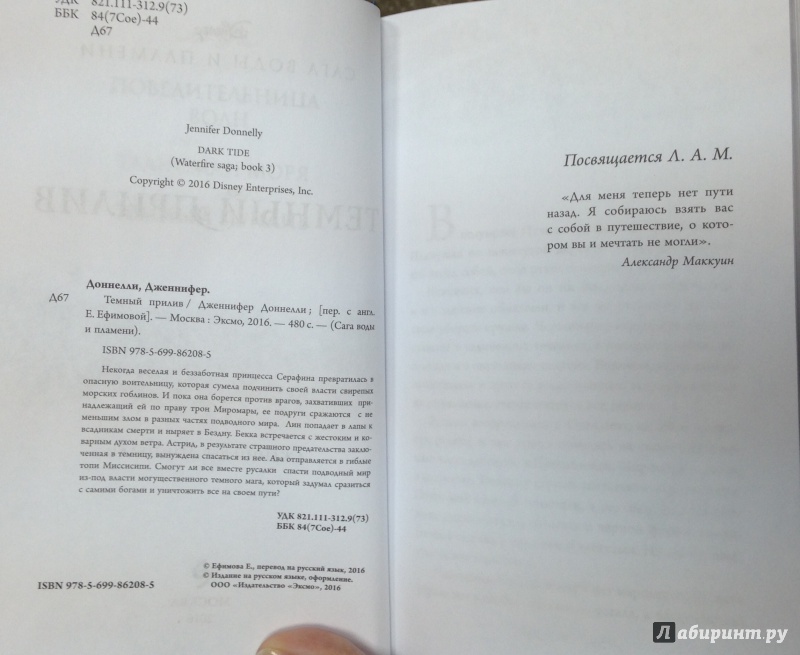 УДК 821.111-312.9(73)
ББК 84(7Сое)-44
Д67
Jennifer Donnelly
DARK TIDE
(Waterfire saga; book 3)
Copyright © 2016 Disney Enterprises, Inc.
Доннелли, Дженнифер.
Д67 Темный прилив / Дженнифер Доннелли ; [пер. с англ.
Е. Ефимовой]. — Москва : Эксмо, 2016. — 480 с. — (Сага воды
и пламени).
ISBN 978-5-699-86208-5
Некогда веселая и беззаботная принцесса Серафина превратилась в
опасную воительницу, которая сумела подчинить своей власти свирепых
морских гоблинов. И пока она борется против врагов, захвативших при-
надлежащий ей по праву трон Миромары, ее подруги сражаются с не
меньшим злом в разных частях подводного мира. Лин попадает в лапы к
всадникам смерти и ныряет в Бездну. Бекка встречается с жестоким и ко-
варным духом ветра. Астрид, в результате страшного предательства заклю-
ченная в темницу, вынуждена спасаться из нее. Ава отправляется в гиблые
топи Миссисипи. Смогут ли все вместе русалки спасти подводный мир
из-под власти могущественного темного мага, который задумал сразиться
с самими богами и уничтожить все на своем пути?
УДК 821.111-312.9(73)
ББК 84(7Сое)-44
© Ефимова Е., перевод на русский язык, 2016
© Издание на русском языке, оформление.
ООО «Издательство «Эксмо», 2016
ISBN 978-5-699-86208-5
Посвящается Л. А. М.
«Для меня теперь нет пути
назад. Я собираюсь взять вас
с собой в путешествие, о кото-
ром вы и мечтать не могли».
Александр Маккуин
Лабиринт.ру